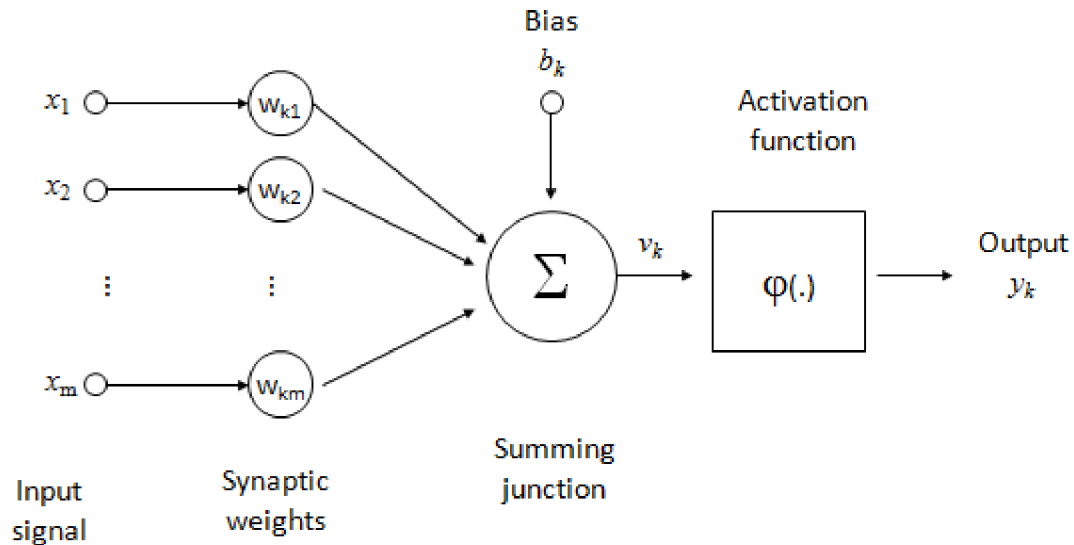 Bias
b_k
Activation
function
x_1
w_k1
x_2
w_k2
⋮ ⋮
Σ
v_k
φ(.)
Output
y_k
x_m
w_km
Summing
junction
Synaptic
weights
Input
signal